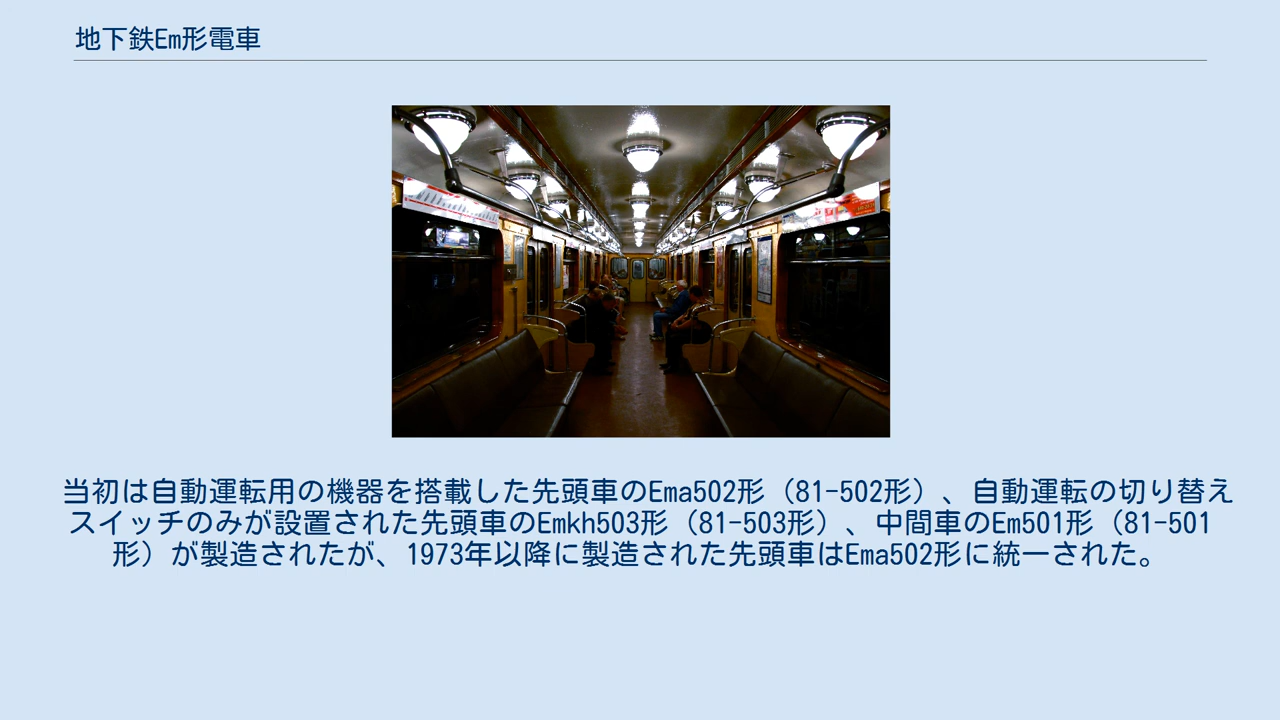 地下鉄Em形電車
当初は自動運転用の機器を搭載した先頭車のEma502形（81-502形）、自動運転の切り替え
スイッチのみが設置された先頭車のEmkh503形（81-503形）、中間車のEm501形（81-501
形）が製造されたが、1973年以降に製造された先頭車はEma502形に統一された。